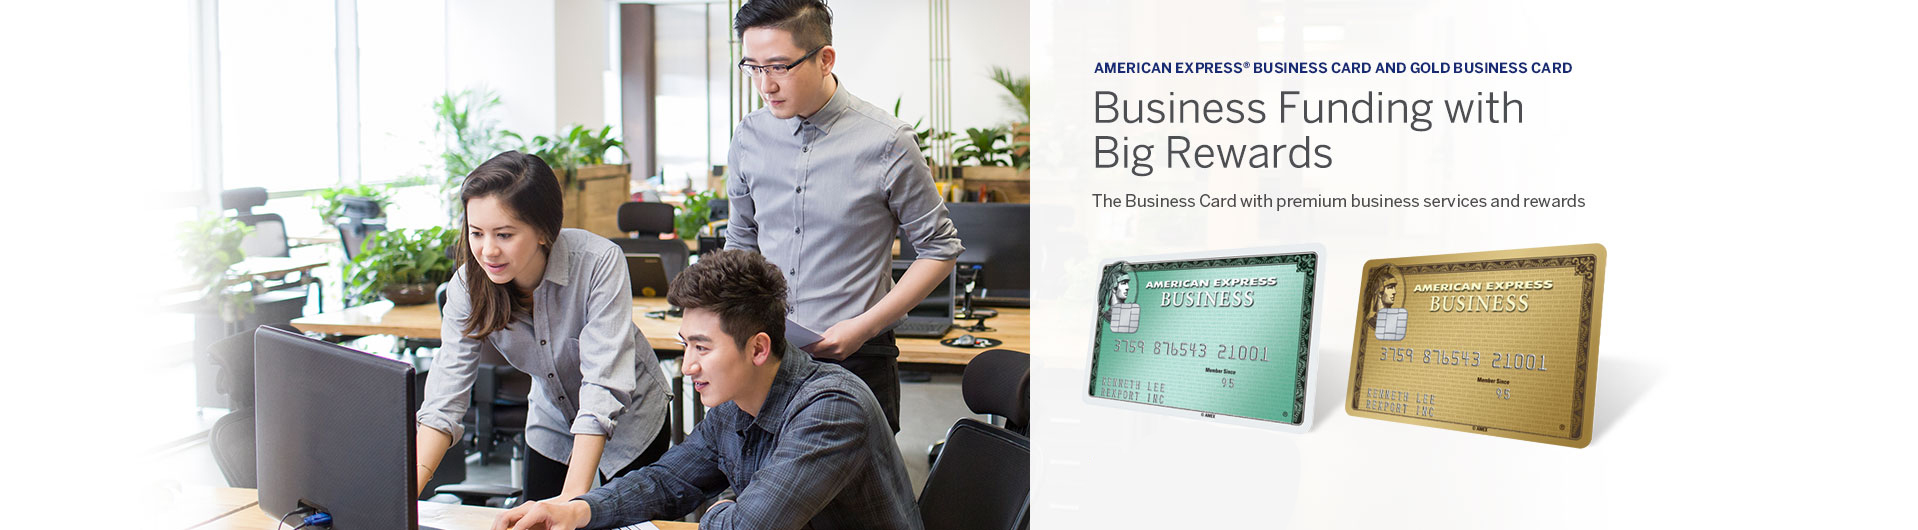 AMERICAN EXPRESS® BUSINESS CARD AND GOLD BUSINESS CARD
Business Funding with
Big Rewards
The Business Card with premium business services and rewards
AMERICAN EXPRESS
BUSINESS
3759 876543 21001
Member Since
95
KENNETH LEE
REXPORT INC
© AMEX
®
AMERICAN EXPRESS
BUSINESS
3759 876543 21001
Member Since
95
KENNETH LEE
REXPORT INC
© AMEX
®